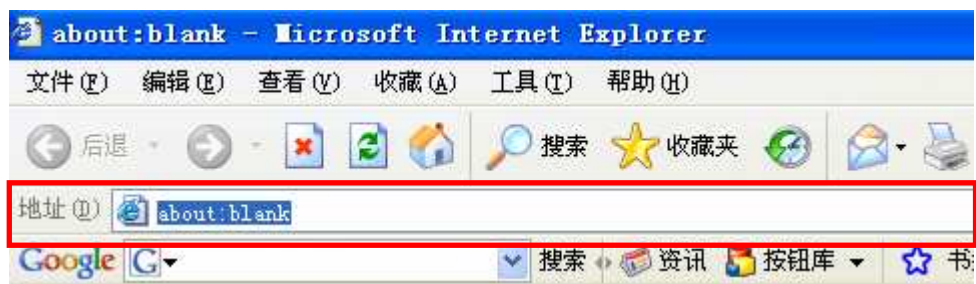 about:blank - Microsoft Internet Explorer
文件(F) 编辑(E) 查看(V) 收藏(A) 工具(T) 帮助(H)
后退 搜索 收藏夹
地址(D) about:blank
Google G 搜索 资讯 按钮库 书